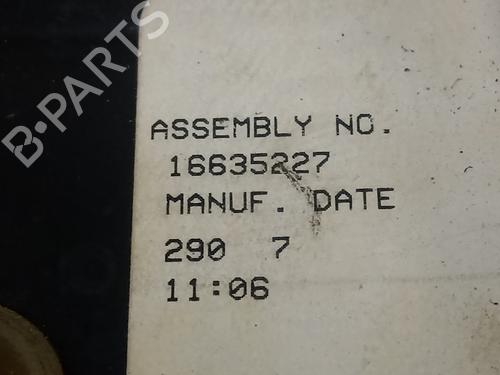 B-PARTS
ASSEMBLY NO.
16635227
MANUF. DATE
290 7
11:06